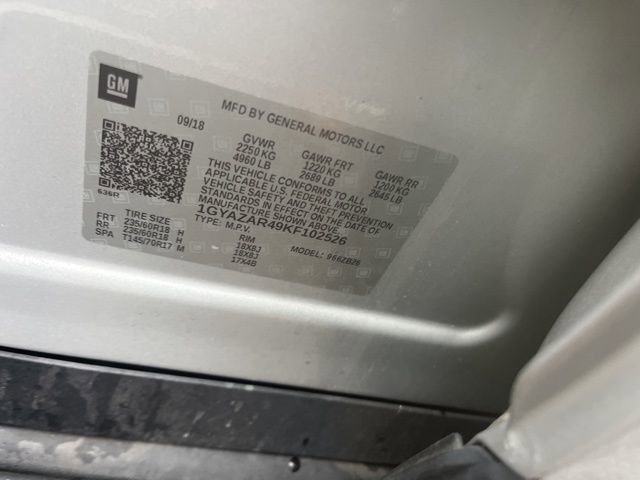 GM
MFD BY GENERAL MOTORS LLC
09/18
GVWR GAWR FRT GAWR RR
2250 KG 1220 KG 1200 KG
4960 LB 2689 LB 2645 LB
THIS VEHICLE CONFORMS TO ALL
APPLICABLE U.S. FEDERAL MOTOR
VEHICLE SAFETY AND THEFT PREVENTION
STANDARDS IN EFFECT ON THE DATE OF
MANUFACTURE SHOWN ABOVE.
636R
1GYAZAR49KF102526
TYPE: M.P.V. MODEL: 966ZB26
TIRE SIZE RIM
FRT 235/60R18 H 18X8J
RR 235/60R18 H 18X8J
SPA T145/70R17 M 17X4B